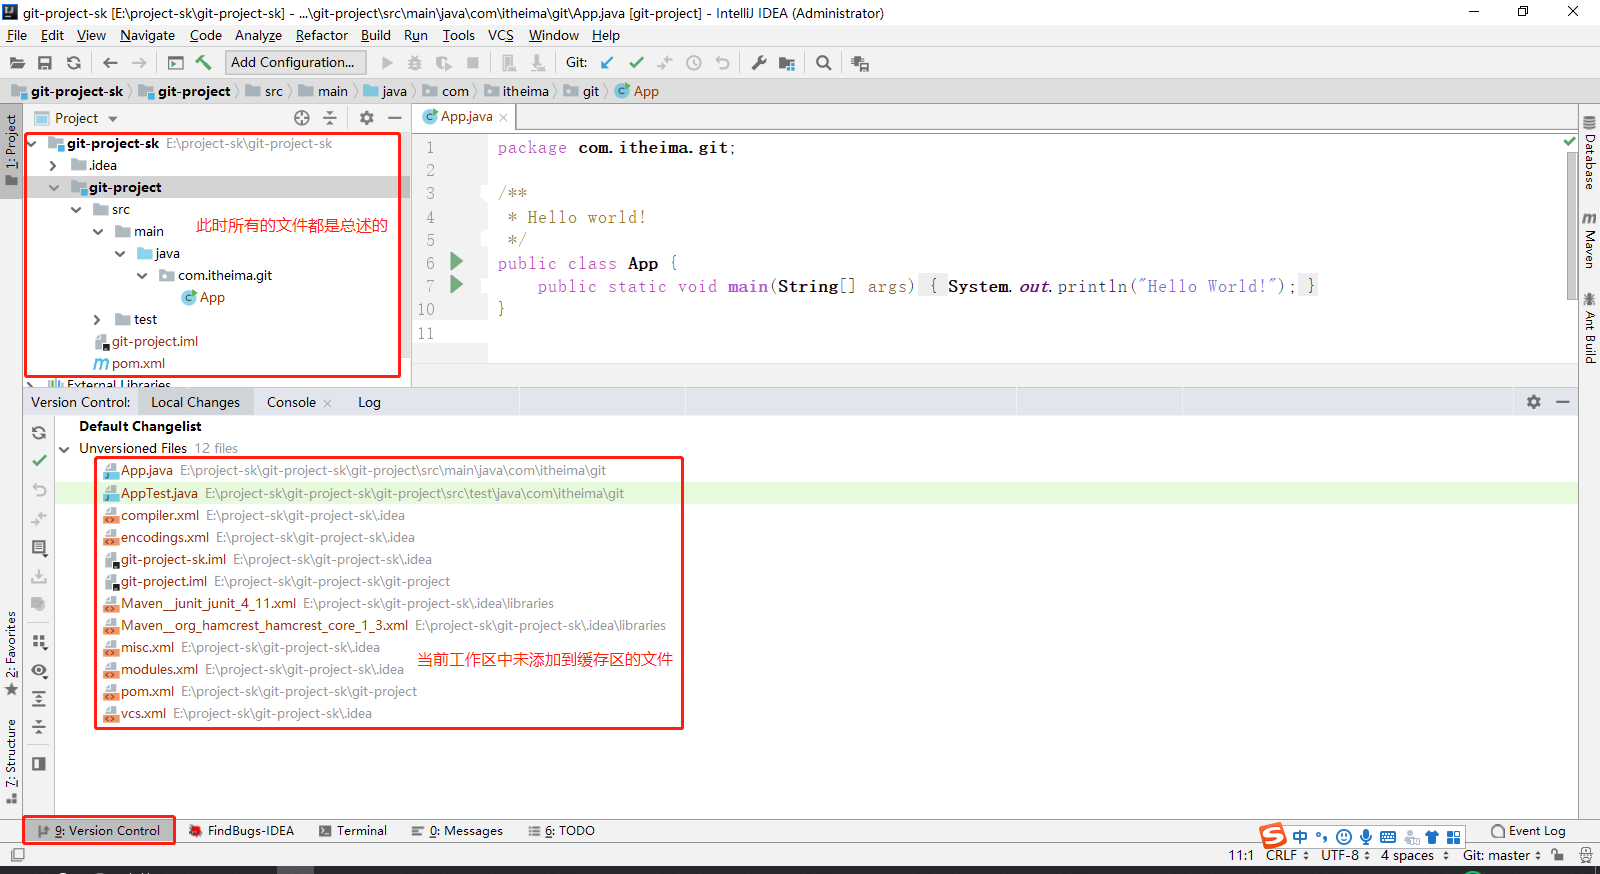 git-project-sk [E:\project-sk\git-project-sk] - ...\git-project\src\main\java\com\itheima\git\App.java [git-project] - IntelliJ IDEA (Administrator)
File Edit View Navigate Code Analyze Refactor Build Run Tools VCS Window Help
Add Configuration... Git:
git-project-sk git-project src main java com itheima git App
Project
App.java
1: Project
git-project-sk E:\project-sk\git-project-sk
.idea
git-project
src
此时所有的文件都是总述的
main
java
com.itheima.git
App
test
git-project.iml
pom.xml
External Libraries
1 package com.itheima.git;
2
3 /**
4 * Hello world!
5 */
6 public class App {
7 public static void main(String[] args) { System.out.println("Hello World!"); }
10 }
11
Database
Maven
Ant Build
Version Control: Local Changes Console Log
Default Changelist
Unversioned Files 12 files
App.java E:\project-sk\git-project-sk\git-project\src\main\java\com\itheima\git
AppTest.java E:\project-sk\git-project-sk\git-project\src\test\java\com\itheima\git
compiler.xml E:\project-sk\git-project-sk\.idea
encodings.xml E:\project-sk\git-project-sk\.idea
git-project-sk.iml E:\project-sk\git-project-sk\.idea
git-project.iml E:\project-sk\git-project-sk\git-project
Maven__junit_junit_4_11.xml E:\project-sk\git-project-sk\.idea\libraries
Maven__org_hamcrest_hamcrest_core_1_3.xml E:\project-sk\git-project-sk\.idea\libraries
misc.xml E:\project-sk\git-project-sk\.idea
当前工作区中未添加到缓存区的文件
modules.xml E:\project-sk\git-project-sk\.idea
pom.xml E:\project-sk\git-project-sk\git-project
vcs.xml E:\project-sk\git-project-sk\.idea
2: Favorites
7: Structure
9: Version Control FindBugs-IDEA Terminal 0: Messages 6: TODO
中
Event Log
11:1 CRLF UTF-8 4 spaces Git: master